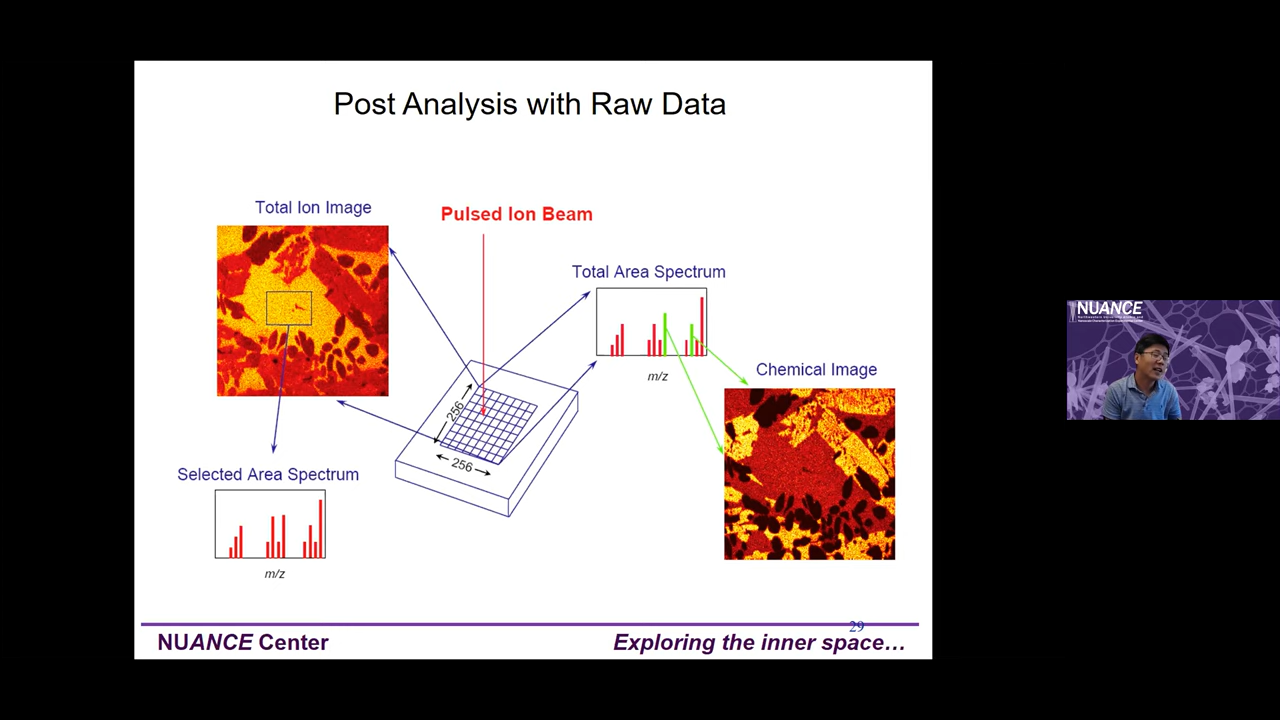 Post Analysis with Raw Data
Total Ion Image
Pulsed Ion Beam
Total Area Spectrum
m/z
Chemical Image
256
256
Selected Area Spectrum
m/z
29
NUANCE Center
Exploring the inner space…
NUANCE